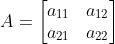 A = [a₁₁ a₁₂
a₂₁ a₂₂]